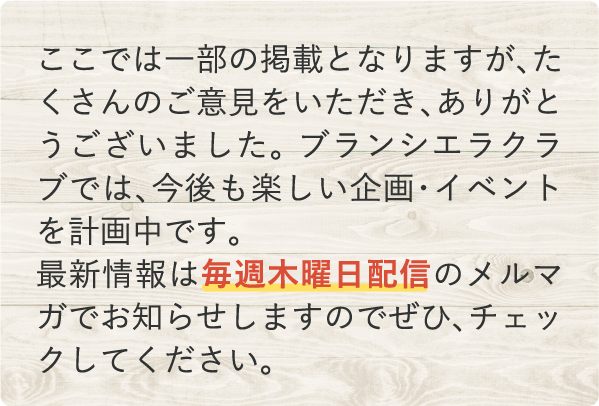 ここでは一部の掲載となりますが、た
くさんのご意見をいただき、ありがと
うございました。ブランシエラクラ
ブでは、今後も楽しい企画・イベント
を計画中です。
最新情報は毎週木曜日配信のメルマ
ガでお知らせしますのでぜひ、チェッ
クしてください。